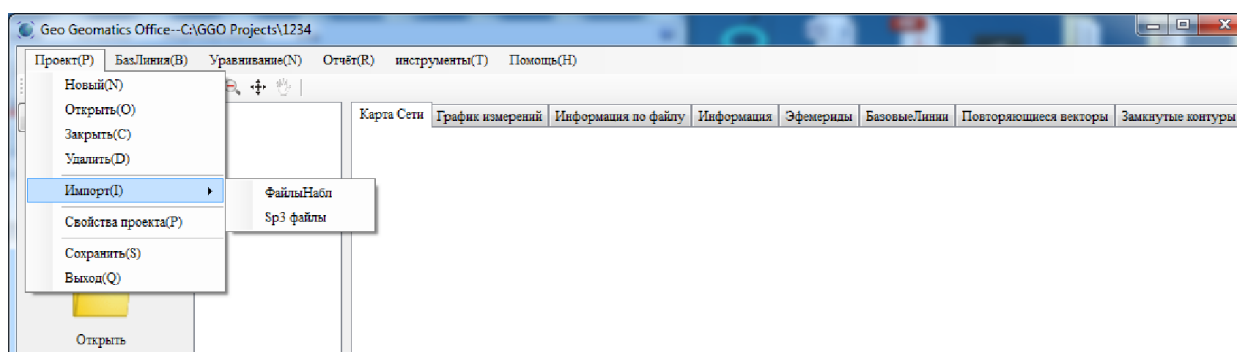 Geo Geomatics Office--C:\GGO Projects\1234
Проект(P) БазЛиния(B) Уравнивание(N) Отчёт(R) инструменты(T) Помощь(H)
Новый(N)
Открыть(O)
Карта Сети График измерений Информация по файлу Информация Эфемериды БазовыеЛинии Повторяющиеся векторы Замкнутые контуры
Закрыть(C)
Удалить(D)
Импорт(I)
ФайлыНабл
Sp3 файлы
Свойства проекта(P)
Сохранить(S)
Выход(Q)
Открыть